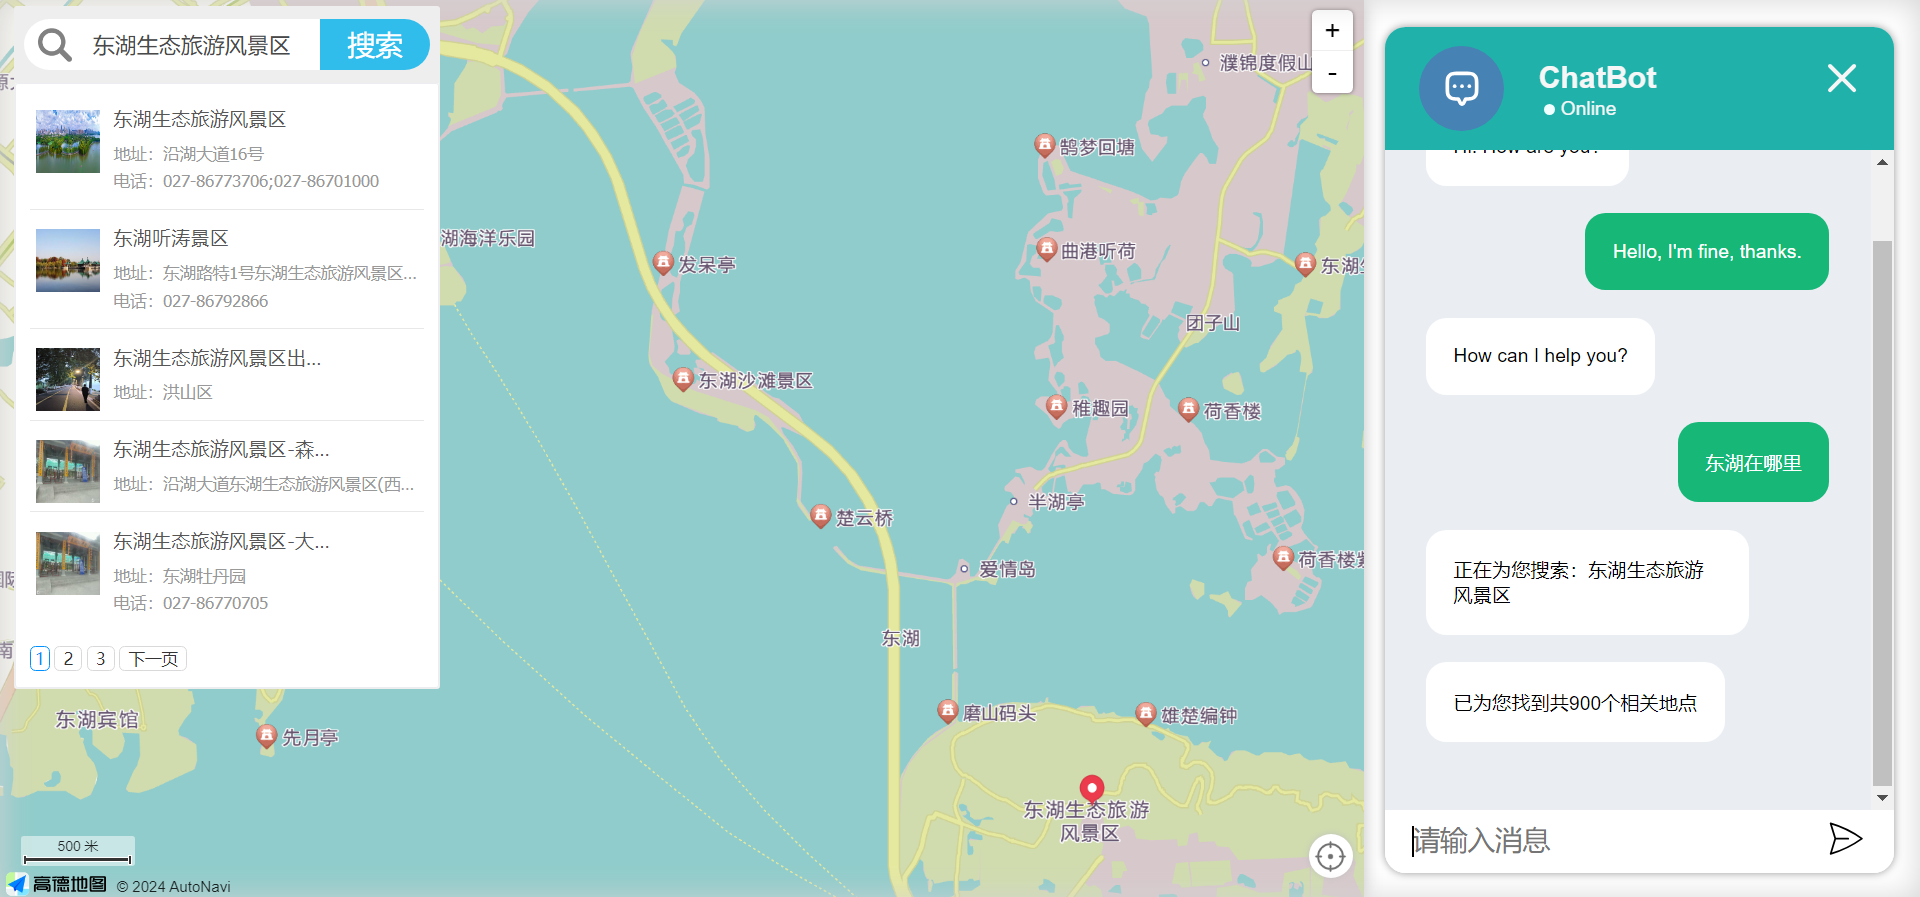 东湖生态旅游风景区
搜索
东湖生态旅游风景区
地址：沿湖大道16号
电话：027-86773706;027-86701000
东湖听涛景区
地址：东湖路特1号东湖生态旅游风景区...
电话：027-86792866
东湖生态旅游风景区出...
地址：洪山区
东湖生态旅游风景区-森...
地址：沿湖大道东湖生态旅游风景区(西...
东湖生态旅游风景区-大...
地址：东湖牡丹园
电话：027-86770705
1 2 3 下一页
濮锦度假山
鹄梦回塘
湖海洋乐园
发呆亭
曲港听荷
东湖
团子山
东湖沙滩景区
稚趣园
荷香楼
半湖亭
楚云桥
荷香楼紫
爱情岛
东湖
东湖宾馆
先月亭
磨山码头
雄楚编钟
东湖生态旅游
风景区
500 米
高德地图
© 2024 AutoNavi
+
-
ChatBot
Online
Hi! How are you?
Hello, I'm fine, thanks.
How can I help you?
东湖在哪里
正在为您搜索：东湖生态旅游
风景区
已为您找到共900个相关地点
请输入消息